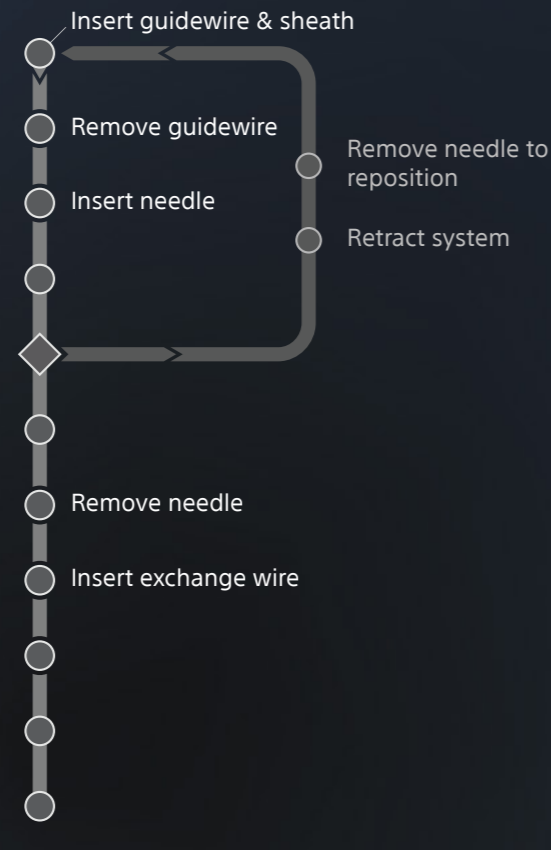 Insert guidewire & sheath
Remove guidewire
Remove needle to
reposition
Insert needle
Retract system
Remove needle
Insert exchange wire